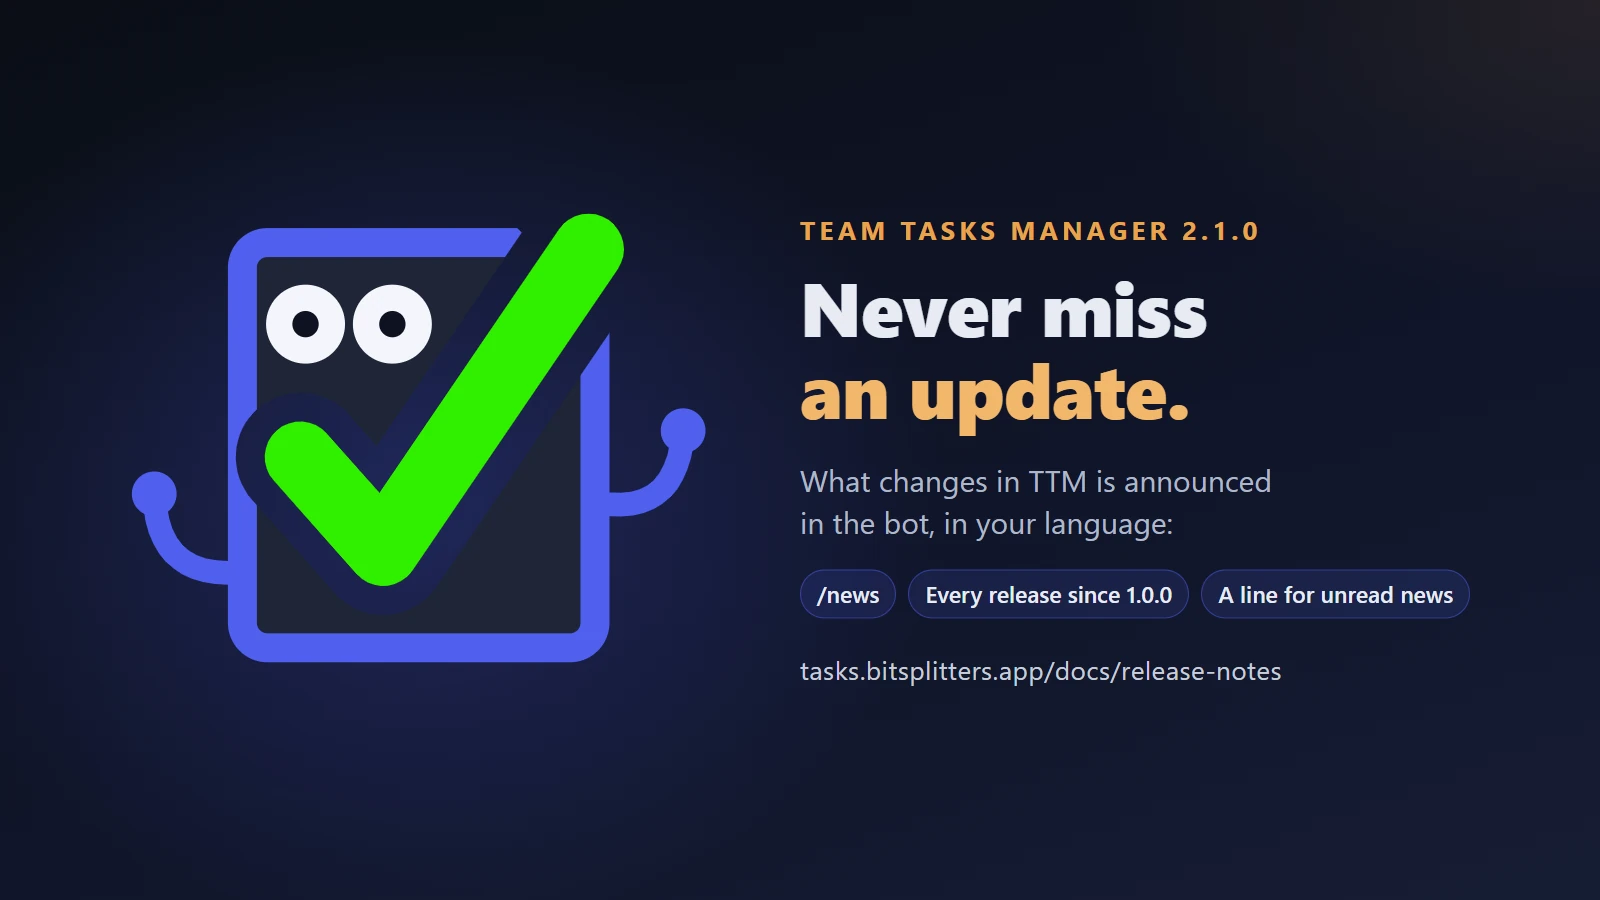 TEAM TASKS MANAGER 2.1.0
Never miss
an update.
What changes in TTM is announced
in the bot, in your language:
/news
Every release since 1.0.0
A line for unread news
tasks.bitsplitters.app/docs/release-notes